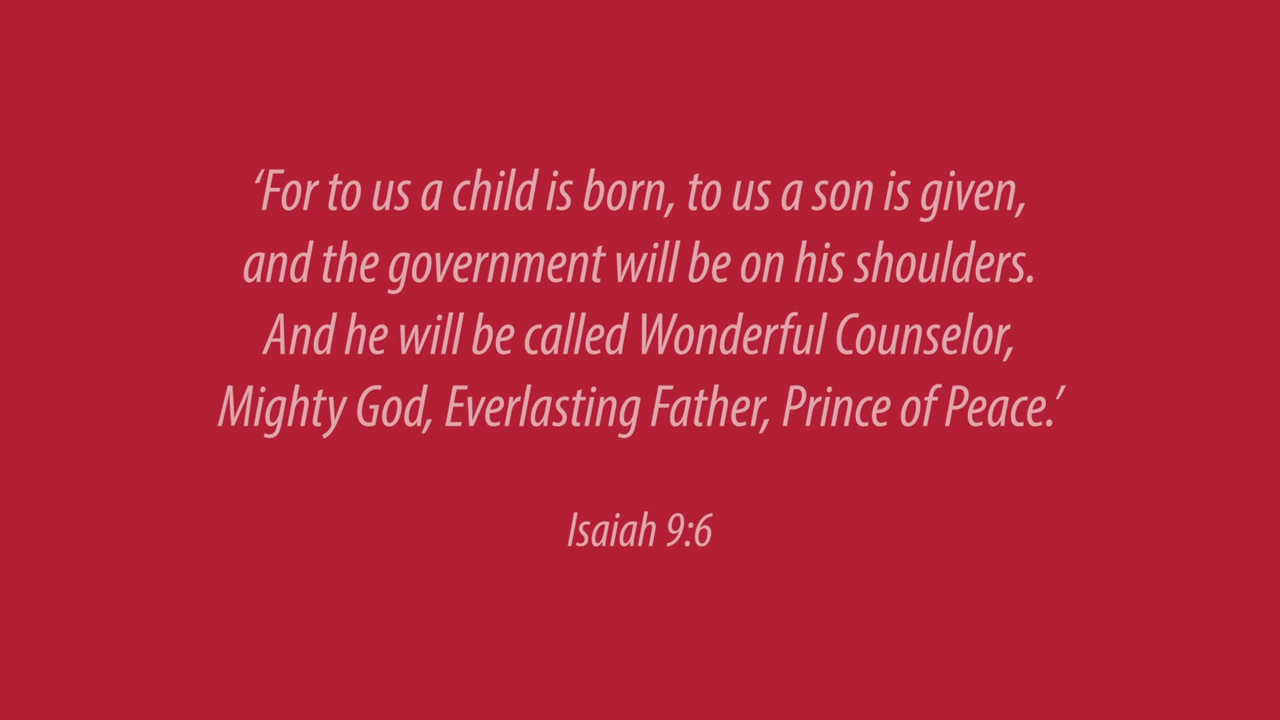 ‘For to us a child is born, to us a son is given,
and the government will be on his shoulders.
And he will be called Wonderful Counselor,
Mighty God, Everlasting Father, Prince of Peace.’
Isaiah 9:6